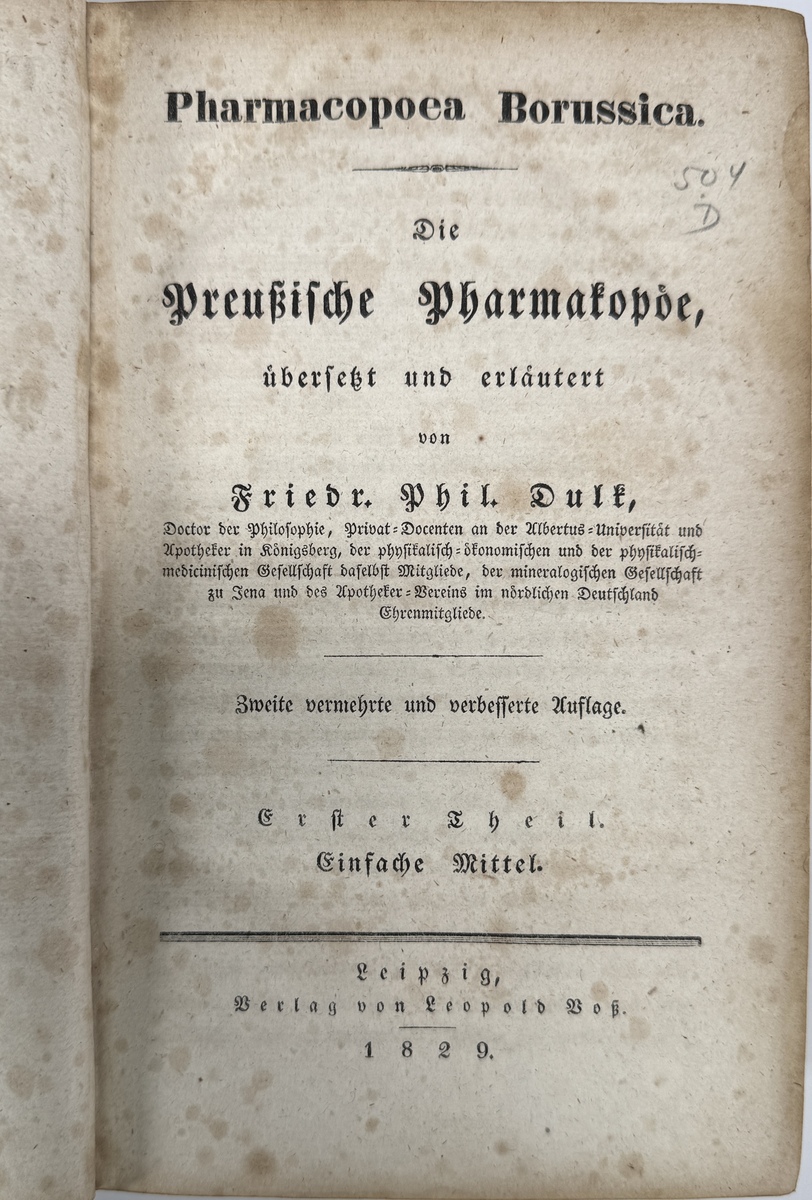 Pharmacopoea Borussica.
504
D
Die
Preußische Pharmakopöe,
übersetzt und erläutert
von
Friedr. Phil. Dulk,
Doctor der Philosophie, Privat-Docenten an der Albertus-Universität und
Apotheker in Königsberg, der physikalisch-ökonomischen und der physikalisch-
medicinischen Gesellschaft daselbst Mitgliede, der mineralogischen Gesellschaft
zu Jena und des Apotheker-Vereins im nördlichen Deutschland
Ehrenmitgliede.
Zweite vermehrte und verbesserte Auflage.
Erster Theil.
Einfache Mittel.
Leipzig,
Verlag von Leopold Voß.
1829.